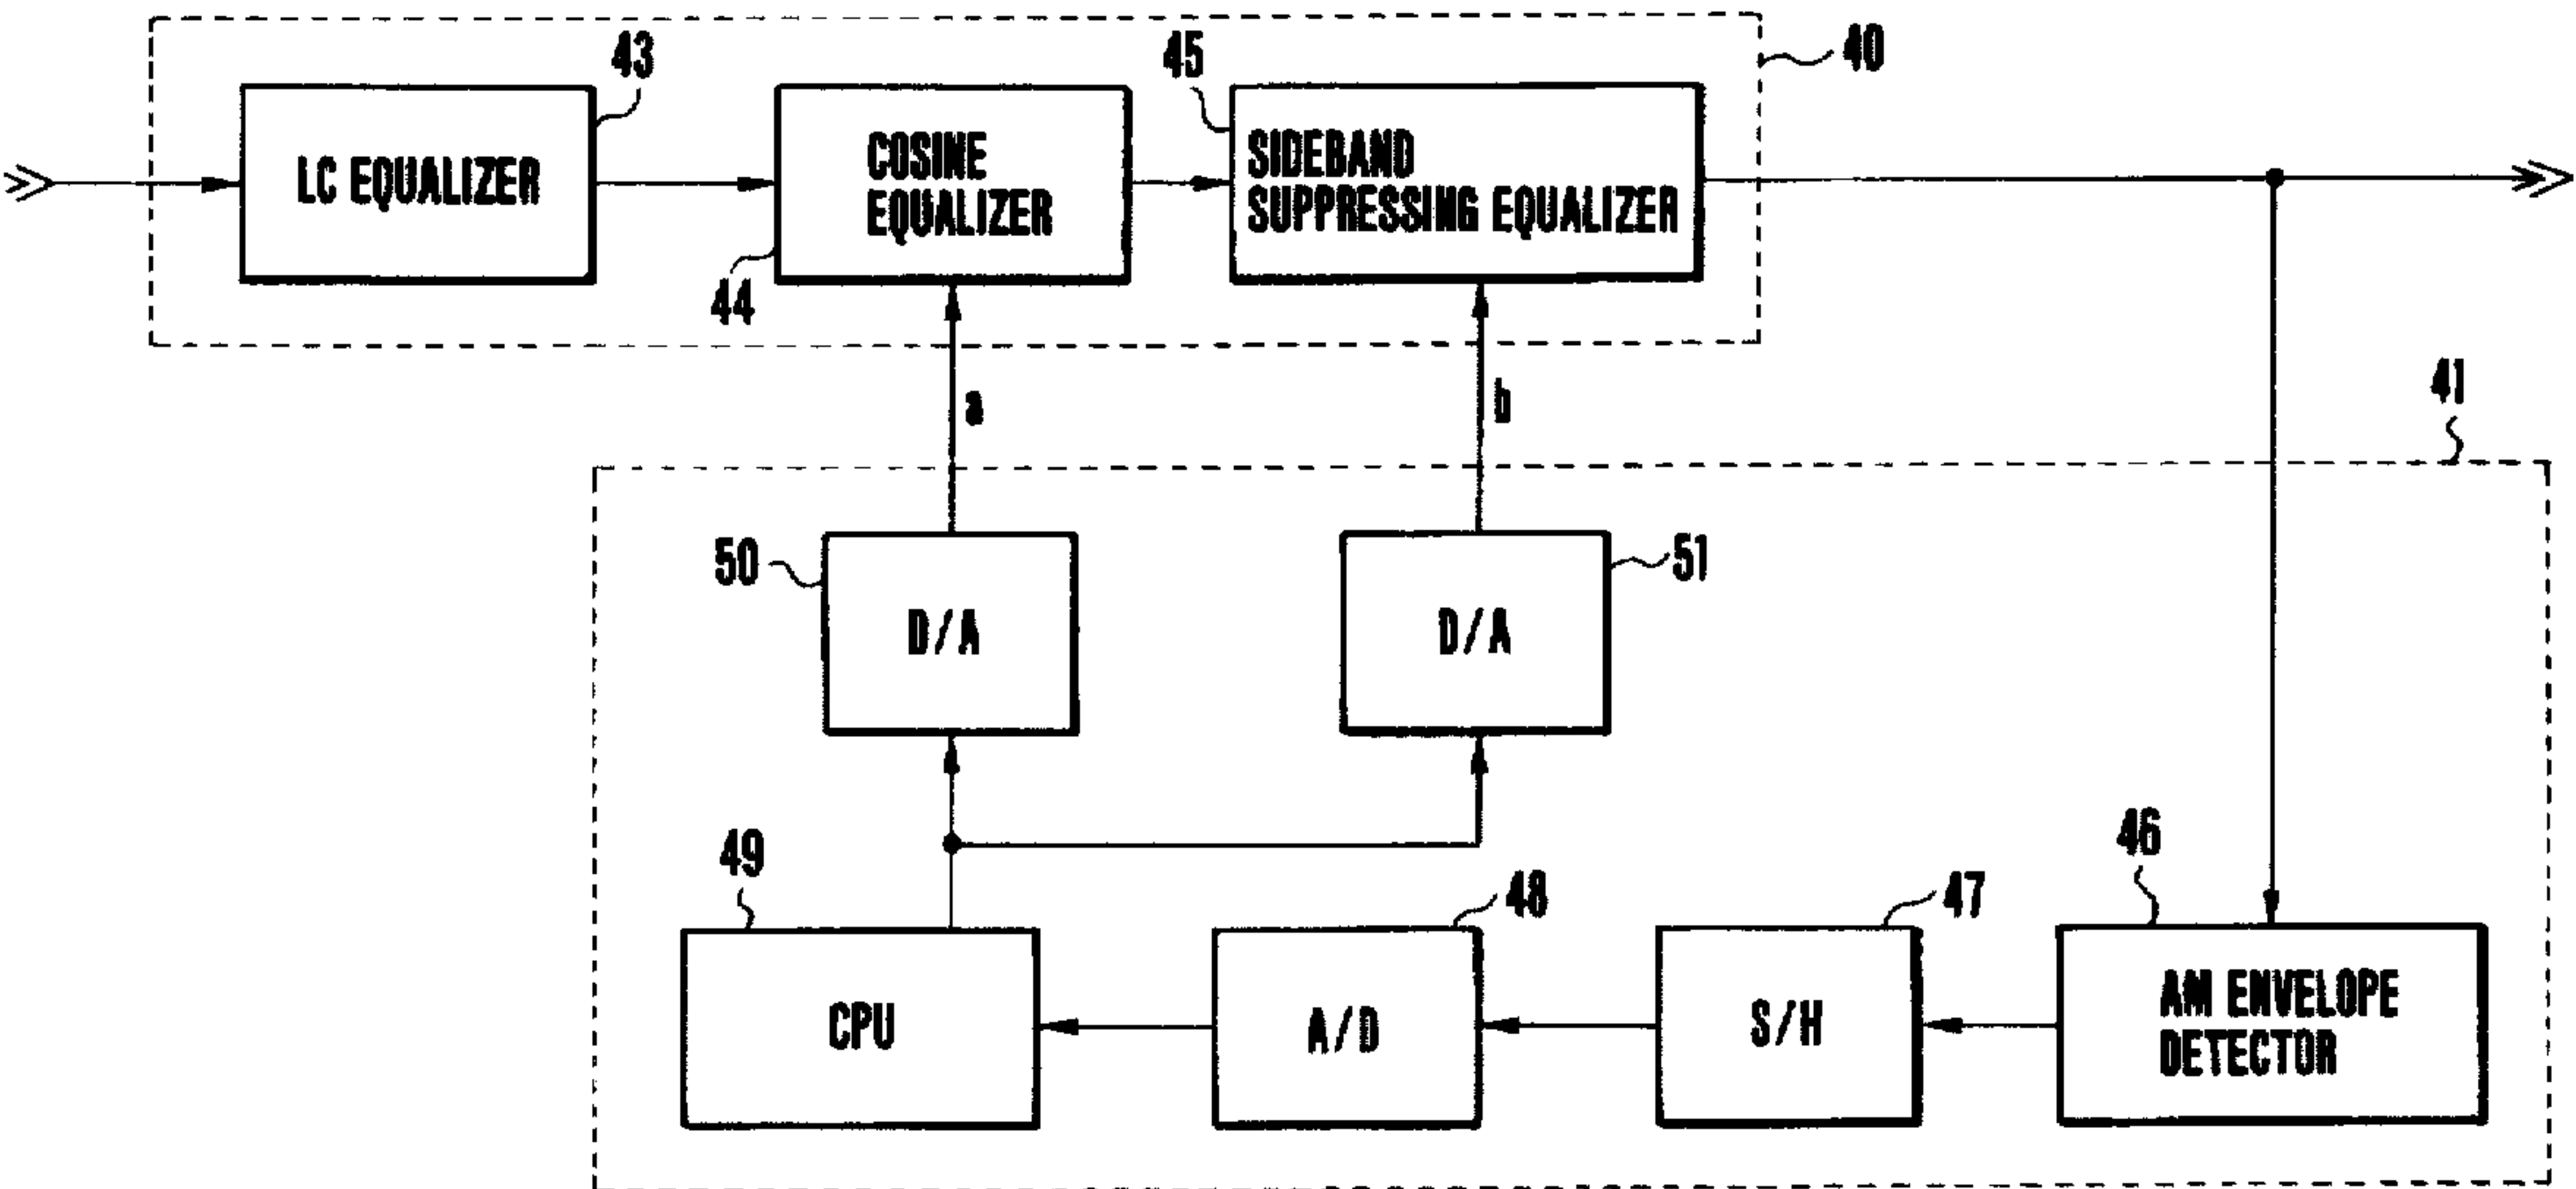 43
45
40
LC EQUALIZER
COSINE
EQUALIZER
SIDEBAND
SUPPRESSING EQUALIZER
44
a
b
41
50
D/A
D/A
51
49
48
47
46
CPU
A/D
S/H
AM ENVELOPE
DETECTOR